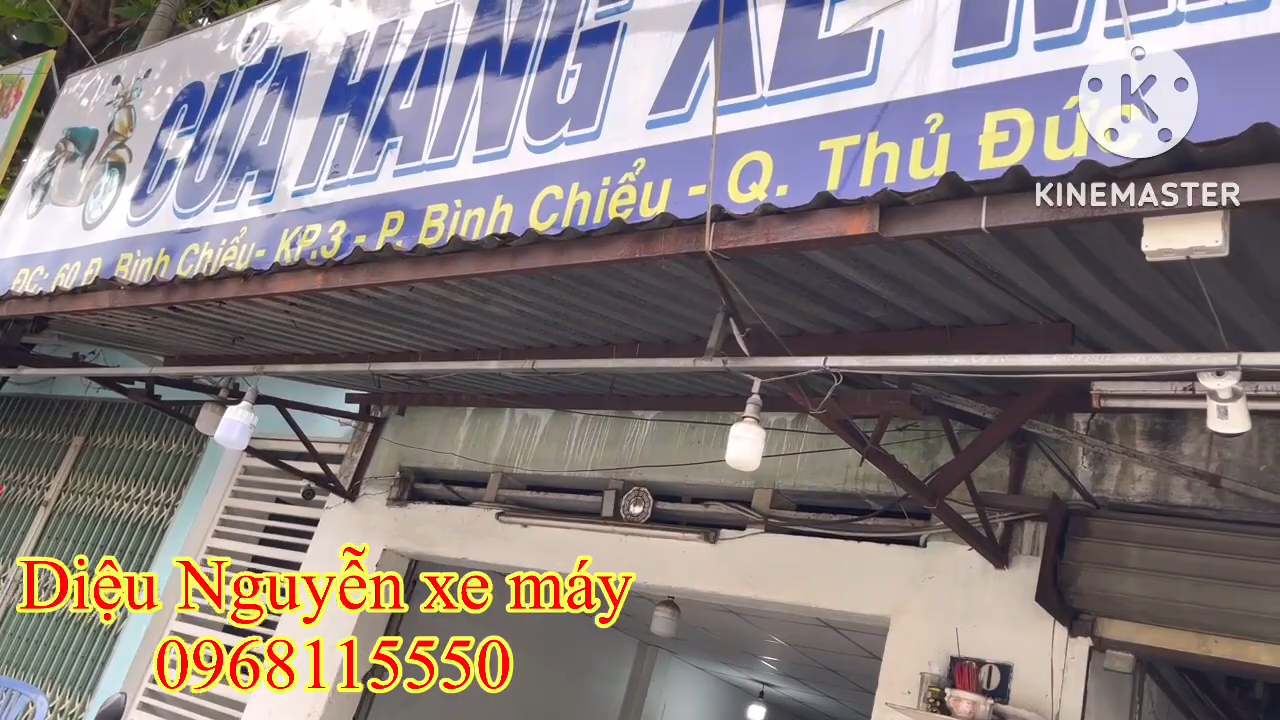 CỬA HÀNG XE
ĐC: 60 Đ. Bình Chiểu- KP.3 - P. Bình Chiểu - Q. Thủ Đức
K
KINEMASTER
Diệu Nguyễn xe máy
0968115550